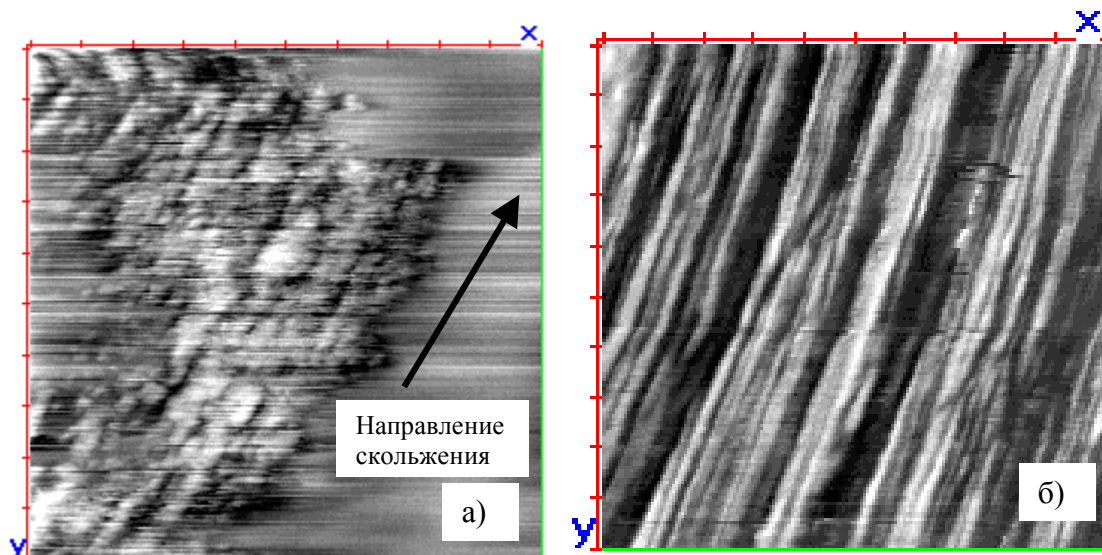 x
x
Направление
скольжения
а)
б)
y
y